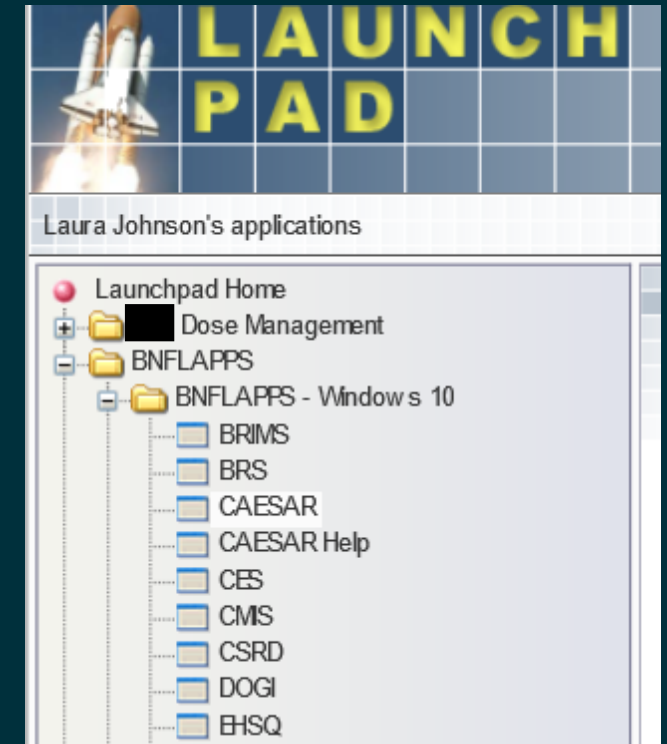 LAUNCH
PAD
Laura Johnson's applications
Launchpad Home
Dose Management
BNFLAPPS
BNFLAPPS - Windows 10
BRIMS
BRS
CAESAR
CAESAR Help
CES
CMIS
CSRD
DOGI
EHSQ